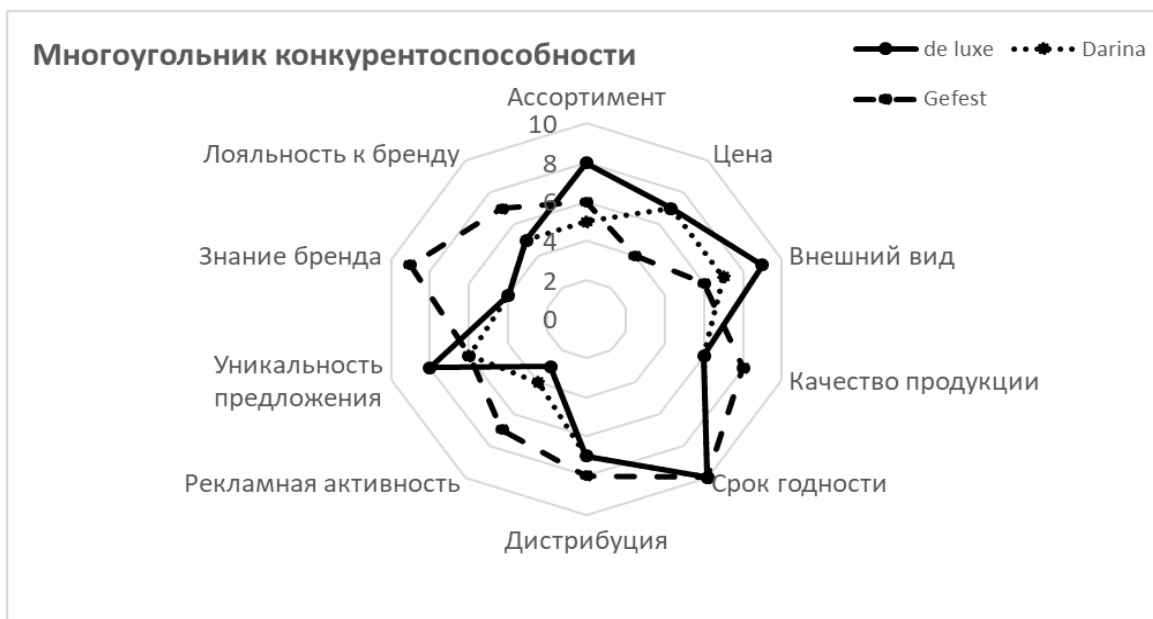 Многоугольник конкурентоспособности
de luxe
Darina
Gefest
Ассортимент
10
8
6
4
2
0
Цена
Внешний вид
Качество продукции
Срок годности
Дистрибуция
Рекламная активность
Уникальность
предложения
Знание бренда
Лояльность к бренду